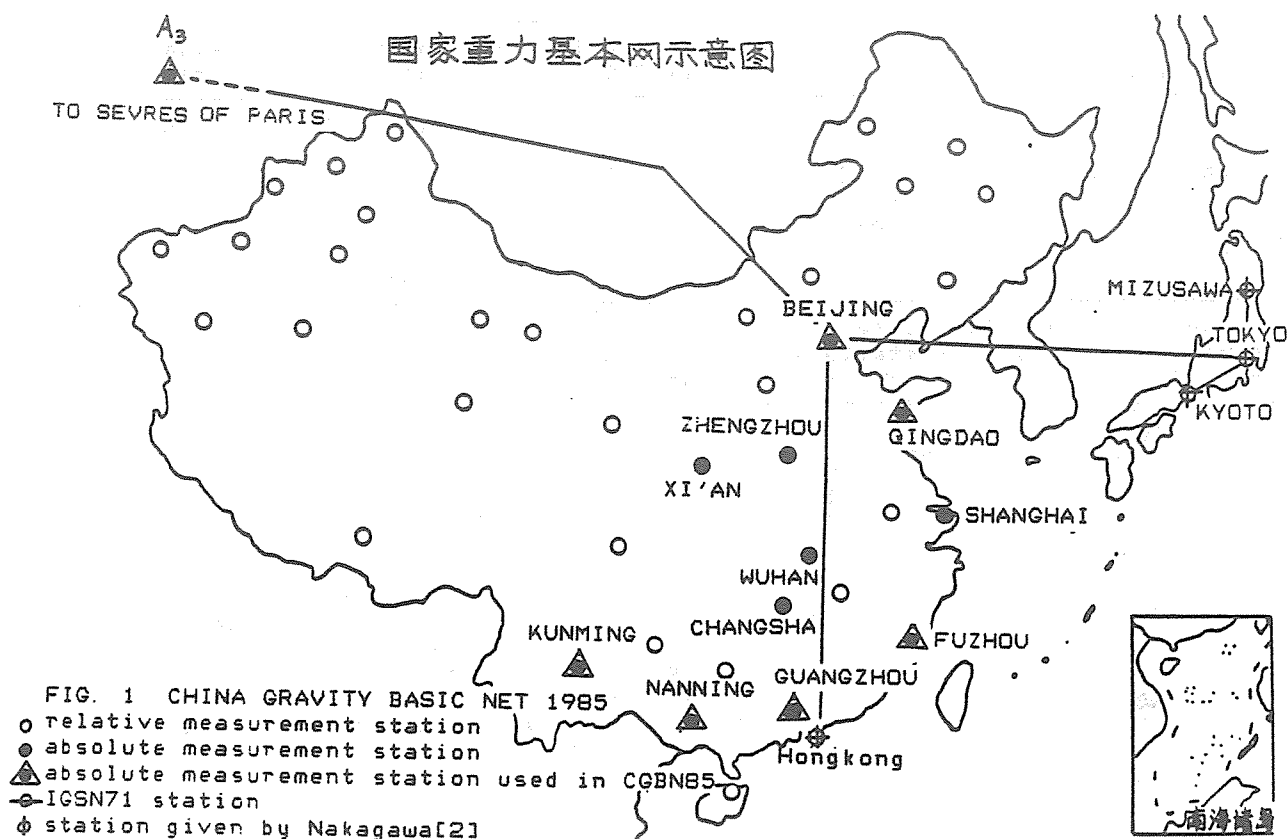 A₃
国家重力基本网示意图
TO SEVRES OF PARIS
BEIJING
MIZUSAWA
TOKYO
KYOTO
ZHENGZHOU
QINGDAO
XI'AN
SHANGHAI
WUHAN
CHANGSHA
KUNMING
FUZHOU
NANNING
GUANGZHOU
Hongkong
FIG. 1 CHINA GRAVITY BASIC NET 1985
relative measurement station
absolute measurement station
absolute measurement station used in CGBN85
IGSN71 station
station given by Nakagawa[2]
南海诸岛